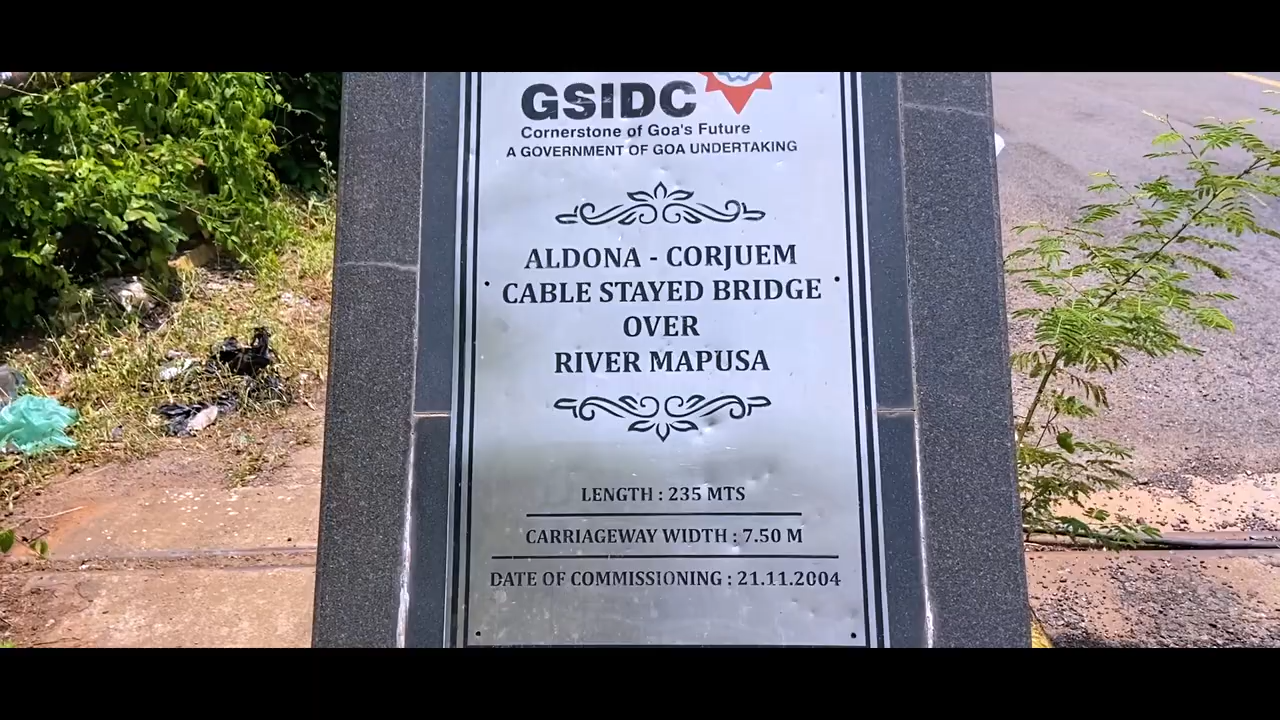 GSIDC
Cornerstone of Goa's Future
A GOVERNMENT OF GOA UNDERTAKING
ALDONA - CORJUEM
CABLE STAYED BRIDGE
OVER
RIVER MAPUSA
LENGTH : 235 MTS
CARRIAGEWAY WIDTH : 7.50 M
DATE OF COMMISSIONING : 21.11.2004